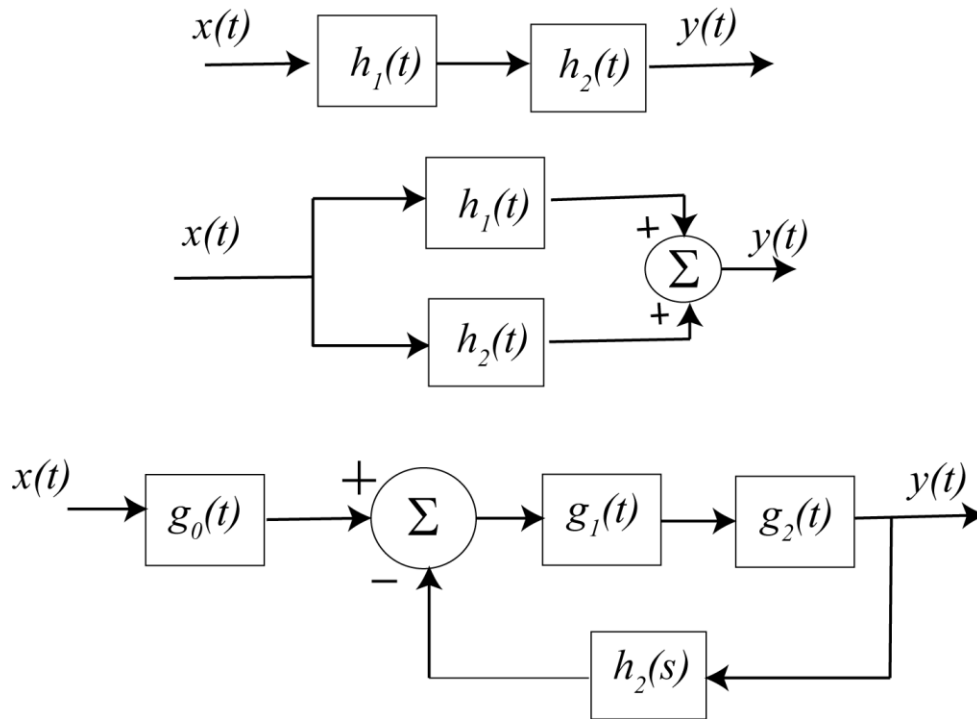 x(t) h₁(t) h₂(t) y(t)
h₁(t)
x(t) + Σ y(t)
+
h₂(t)
x(t) g₀(t) + Σ g₁(t) g₂(t) y(t)
−
h₂(s)